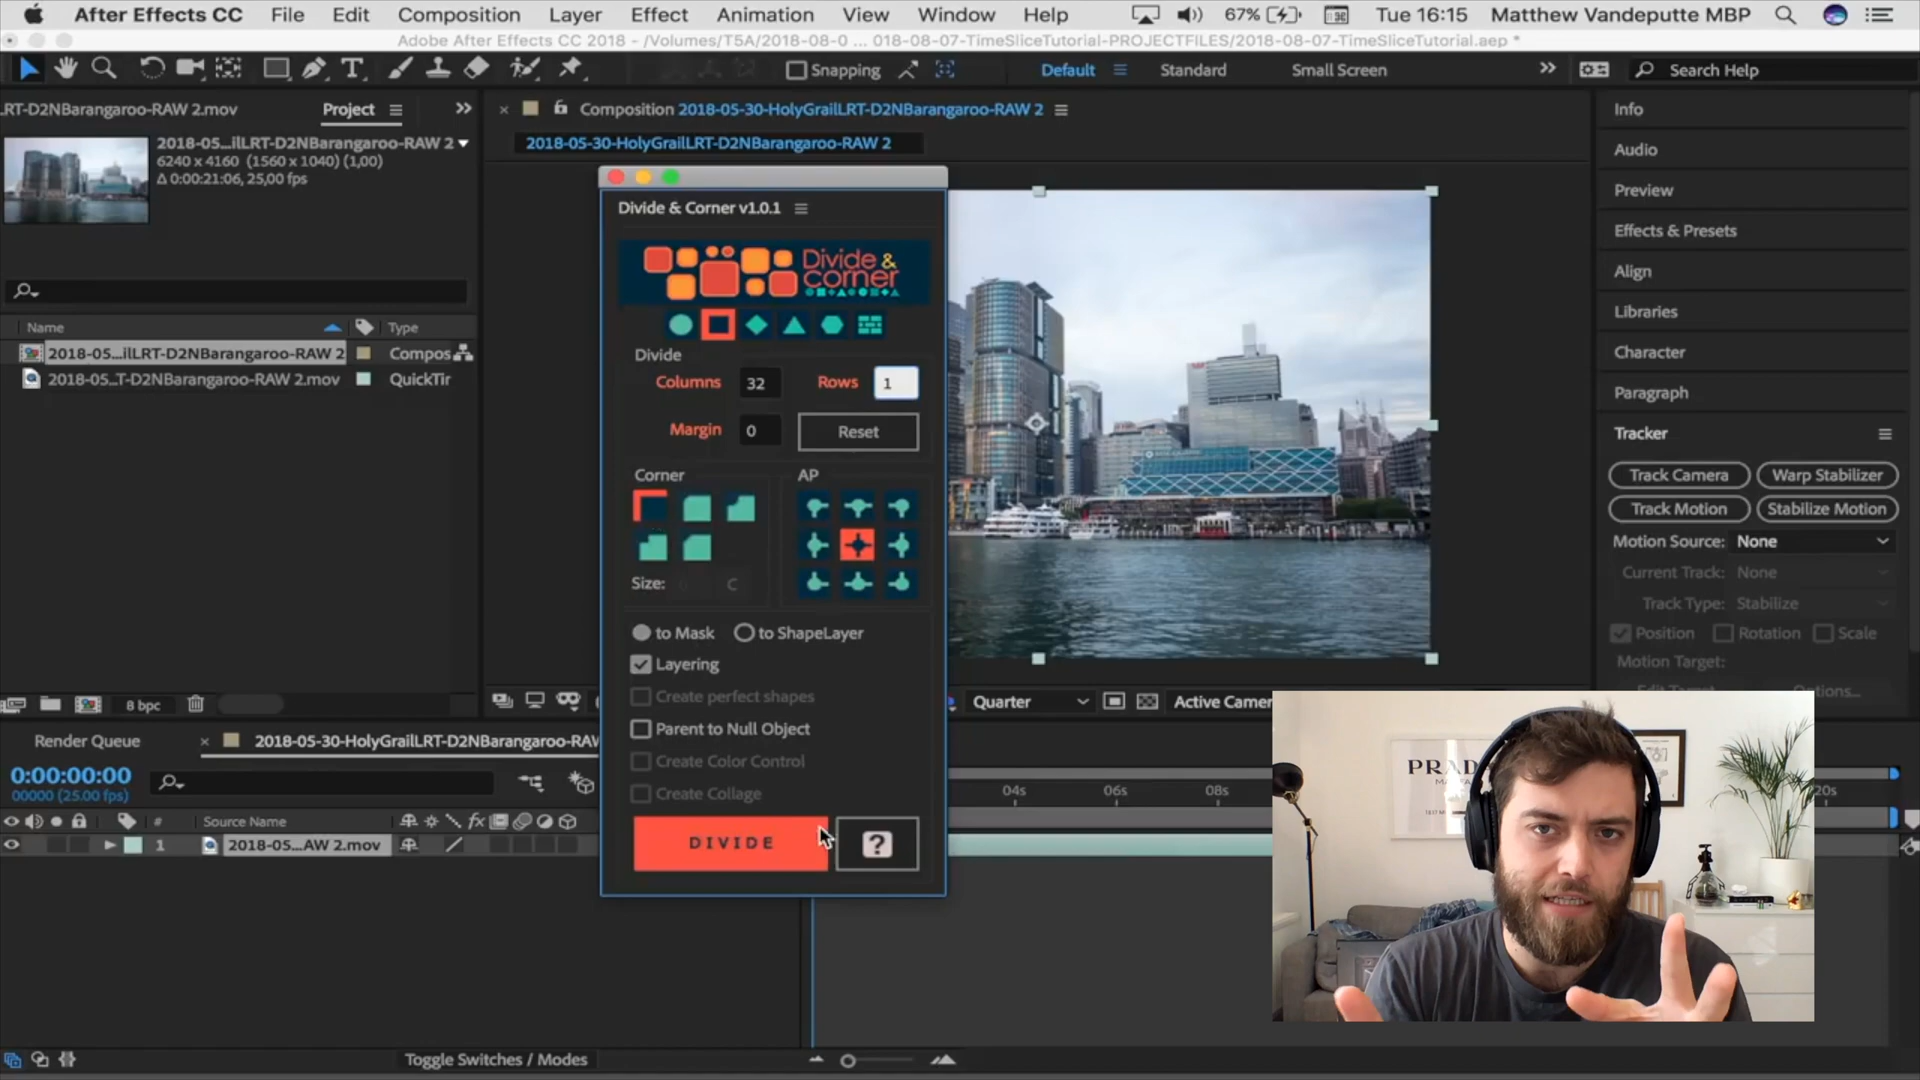 After Effects CC File Edit Composition Layer Effect Animation View Window Help 67% Tue 16:15 Matthew Vandeputte MBP
Adobe After Effects CC 2018 - /Volumes/T5A/2018-08-0 ... 018-08-07-TimeSliceTutorial-PROJECTFILES/2018-08-07-TimeSliceTutorial.aep *
Snapping Default Standard Small Screen Search Help
LRT-D2NBarangaroo-RAW 2.mov Project
Composition 2018-05-30-HolyGrailLRT-D2NBarangaroo-RAW 2
2018-05-30-HolyGrailLRT-D2NBarangaroo-RAW 2
2018-05...ilLRT-D2NBarangaroo-RAW 2
6240 x 4160 (1560 x 1040) (1,00)
Δ 0:00:21:06, 25,00 fps
Name Type
2018-05...ilLRT-D2NBarangaroo-RAW 2 Compos
2018-05...T-D2NBarangaroo-RAW 2.mov QuickTir
8 bpc
Divide & Corner v1.0.1
Divide &
corner
Divide
Columns 32 Rows 1
Margin 0 Reset
Corner AP
Size: C
to Mask to ShapeLayer
Layering
Create perfect shapes
Parent to Null Object
Create Color Control
Create Collage
DIVIDE ?
Quarter Active Camer
Info
Audio
Preview
Effects & Presets
Align
Libraries
Character
Paragraph
Tracker
Track Camera Warp Stabilizer
Track Motion Stabilize Motion
Motion Source: None
Current Track: None
Track Type: Stabilize
Position Rotation Scale
Motion Target:
Edit Target... Options...
Render Queue 2018-05-30-HolyGrailLRT-D2NBarangaroo-RAW
0:00:00:00
00000 (25.00 fps)
04s 06s 08s 20s
# Source Name fx
1 2018-05...AW 2.mov
Toggle Switches / Modes
PRAD